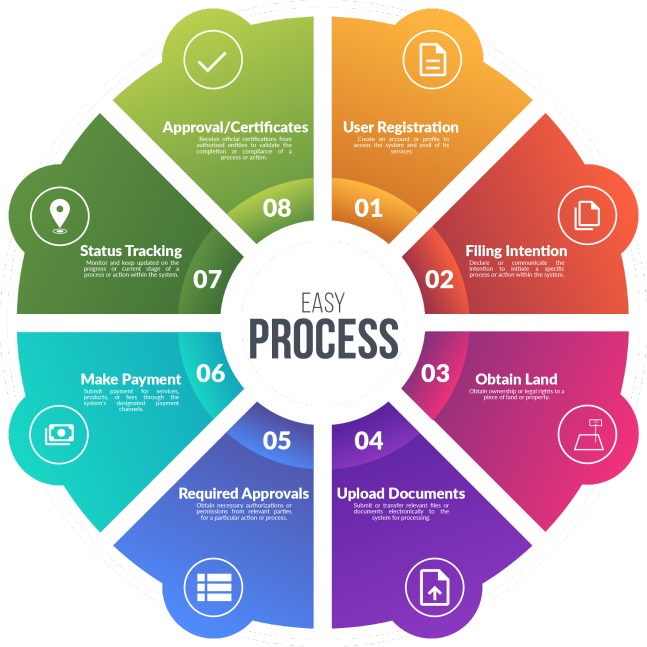 EASY
PROCESS
01
User Registration
Create an account or profile to
access the system and avail of its
services
02
Filing Intention
Declare or communicate the
intention to initiate a specific
process or action within the system.
03
Obtain Land
Obtain ownership or legal rights to a
piece of land or property.
04
Upload Documents
Submit or transfer relevant files or
documents electronically to the
system for processing.
05
Required Approvals
Obtain necessary authorizations or
permissions from relevant parties
for a particular action or process.
06
Make Payment
Submit payment for services,
products, or fees through the
system's designated payment
channels.
07
Status Tracking
Monitor and keep updated on the
progress or current stage of a
process or action within the system.
08
Approval/Certificates
Receive official certifications from
authorized entities to validate the
completion or compliance of a
process or action.